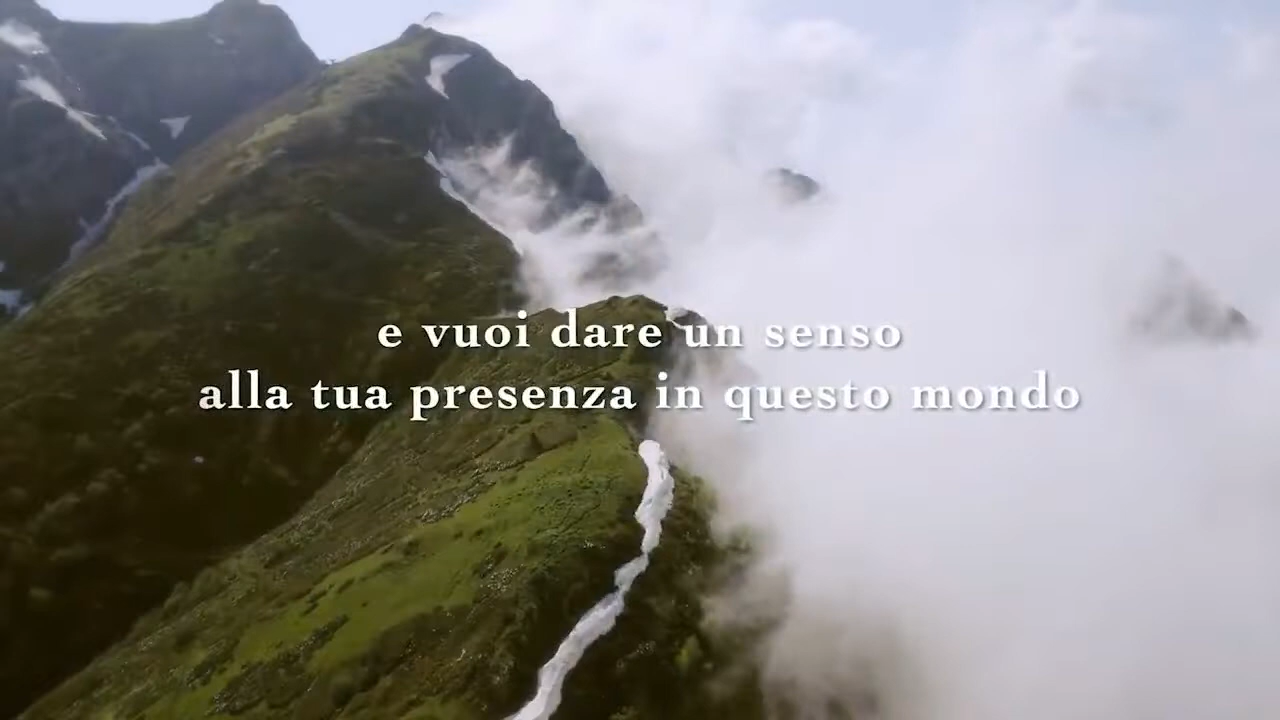 e vuoi dare un senso
alla tua presenza in questo mondo